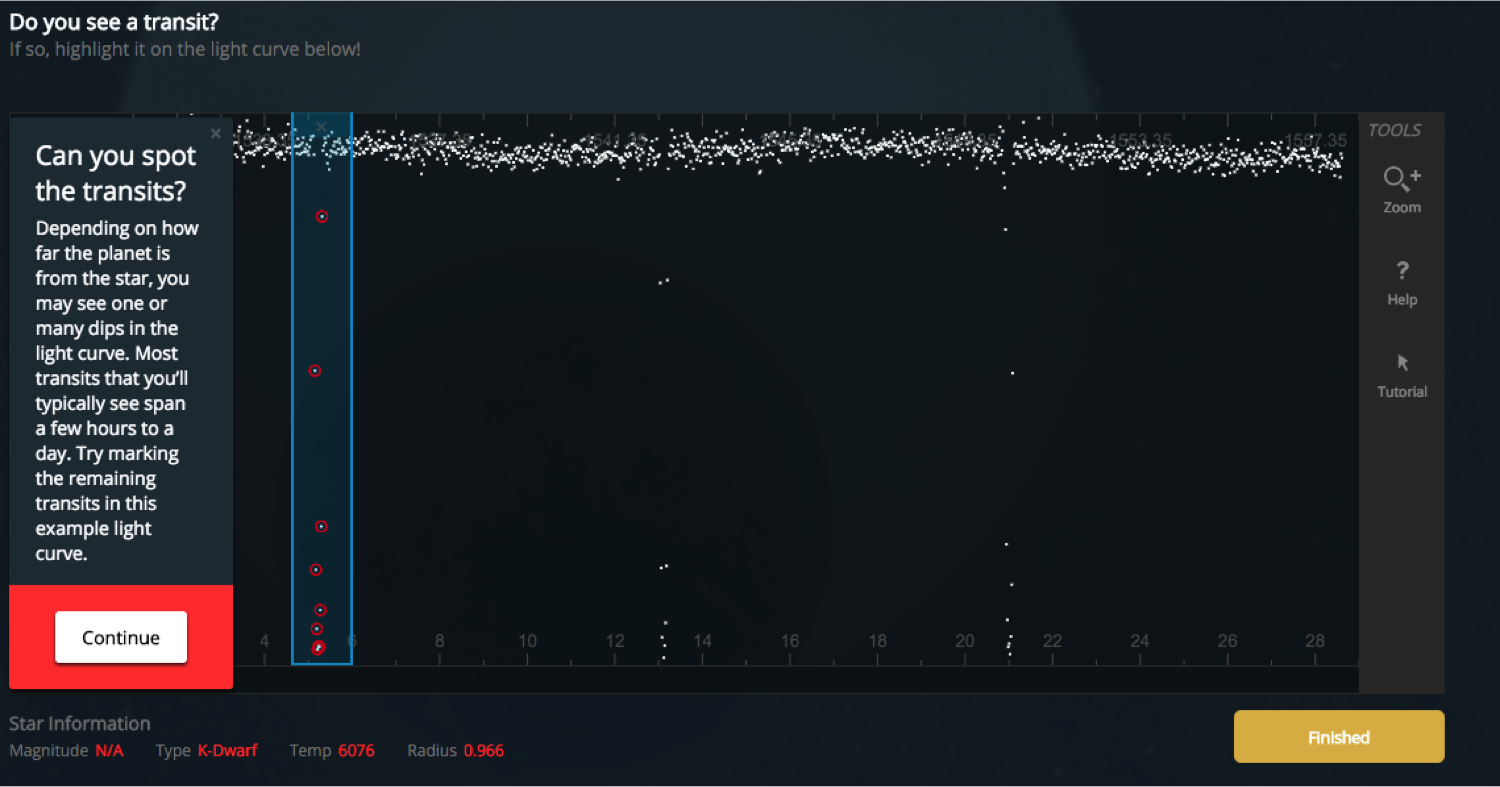 Do you see a transit?
If so, highlight it on the light curve below!
1537.35 1541.35 1553.35 1557.35
TOOLS
Zoom
?
Help
Tutorial
×
Can you spot
the transits?
Depending on how
far the planet is
from the star, you
may see one or
many dips in the
light curve. Most
transits that you’ll
typically see span
a few hours to a
day. Try marking
the remaining
transits in this
example light
curve.
Continue
4 6 8 10 12 14 16 18 20 22 24 26 28
Star Information
Magnitude N/A Type K-Dwarf Temp 6076 Radius 0.966
Finished